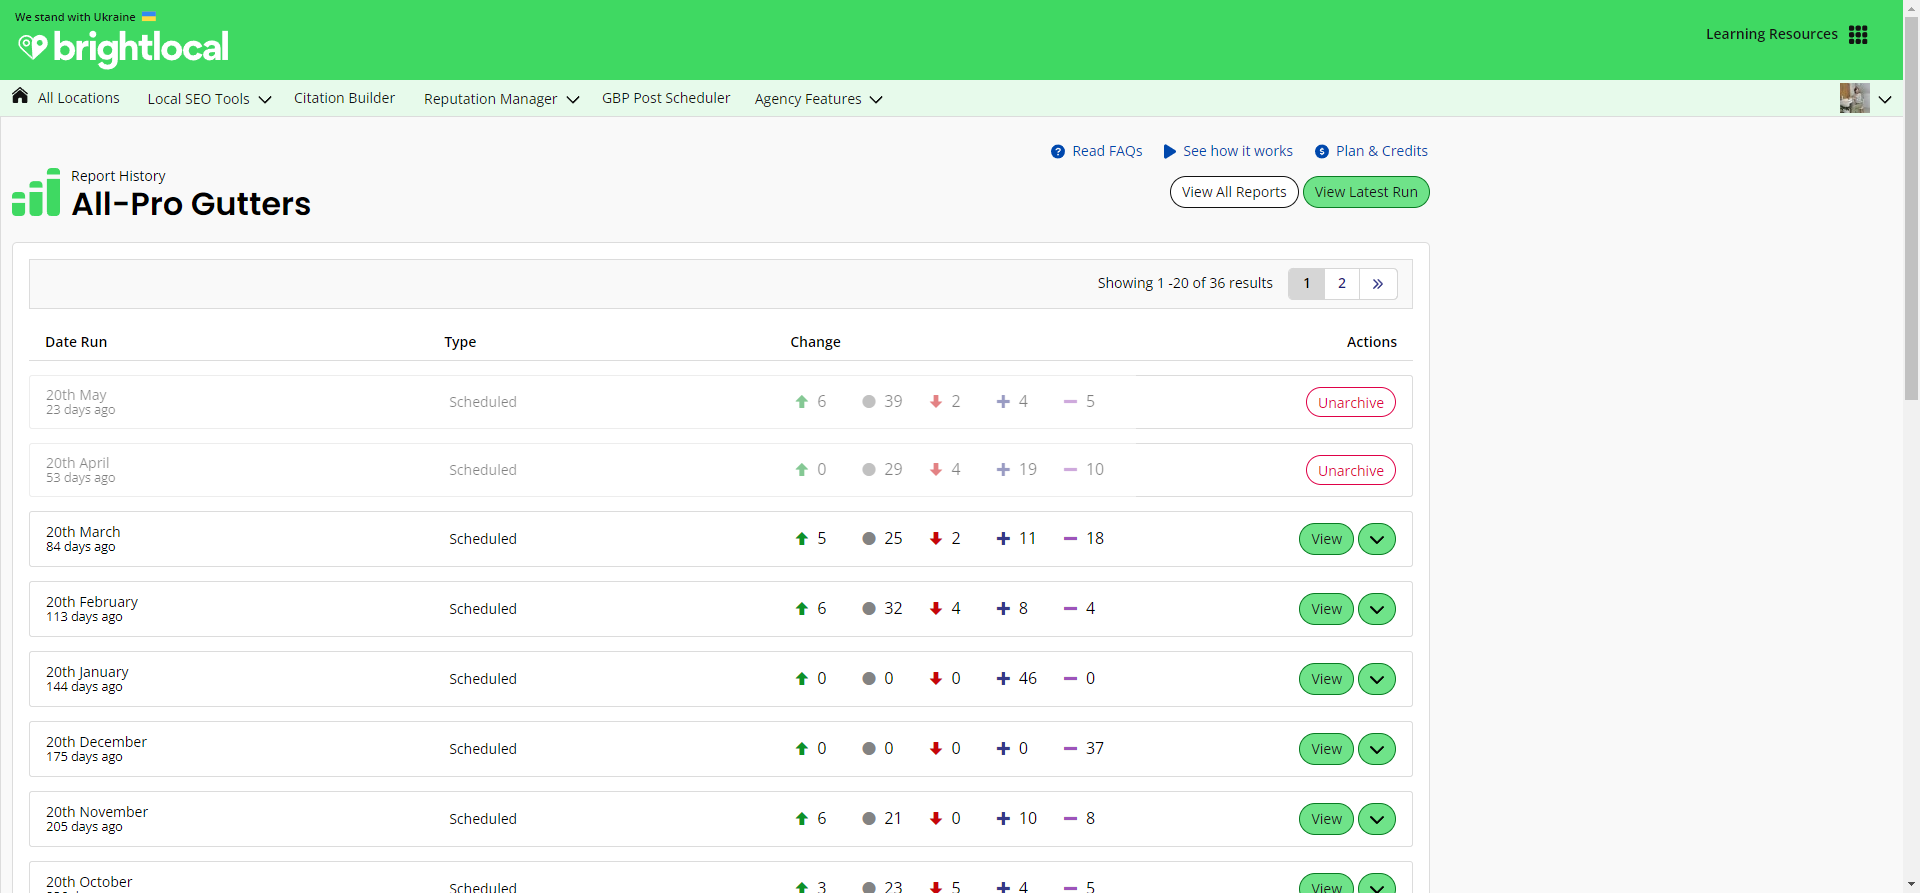 We stand with Ukraine
brightlocal
Learning Resources
All Locations Local SEO Tools Citation Builder Reputation Manager GBP Post Scheduler Agency Features
Read FAQs See how it works Plan & Credits
Report History
All-Pro Gutters
View All Reports View Latest Run
Showing 1 -20 of 36 results 1 2 »
Date Run Type Change Actions
20th May
23 days ago
Scheduled 6 39 2 4 5 Unarchive
20th April
53 days ago
Scheduled 0 29 4 19 10 Unarchive
20th March
84 days ago
Scheduled 5 25 2 11 18 View
20th February
113 days ago
Scheduled 6 32 4 8 4 View
20th January
144 days ago
Scheduled 0 0 0 46 0 View
20th December
175 days ago
Scheduled 0 0 0 0 37 View
20th November
205 days ago
Scheduled 6 21 0 10 8 View
20th October
Scheduled 3 23 5 4 5 View